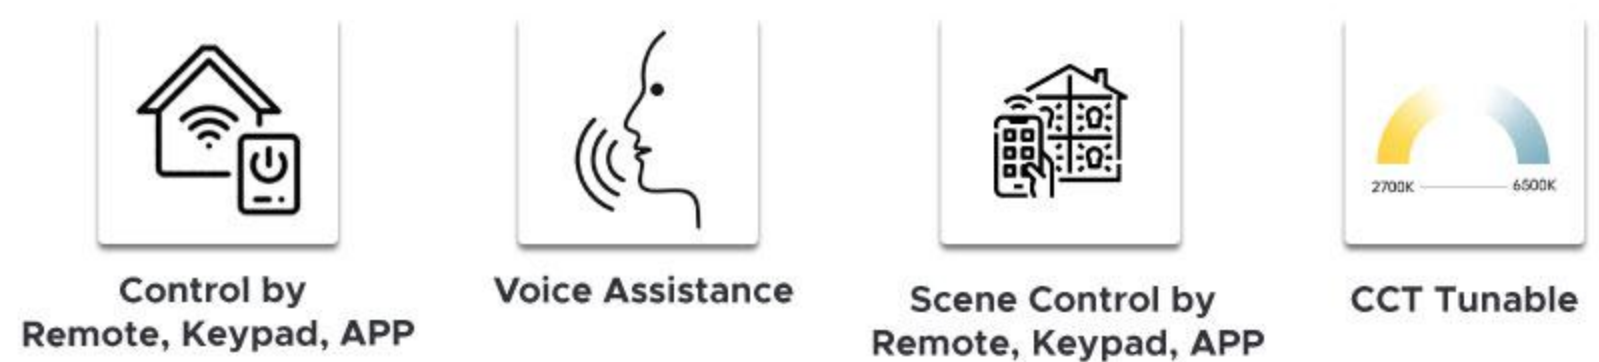 Control by
Remote, Keypad, APP
Voice Assistance
Scene Control by
Remote, Keypad, APP
2700K
6500K
CCT Tunable